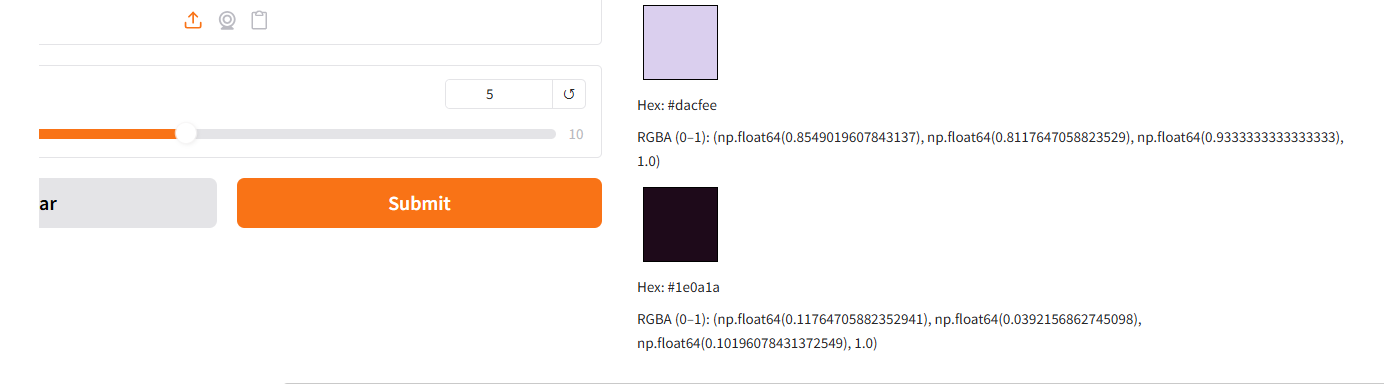 5
10
ar
Submit
Hex: #dacfee
RGBA (0–1): (np.float64(0.8549019607843137), np.float64(0.8117647058823529), np.float64(0.9333333333333333),
1.0)
Hex: #1e0a1a
RGBA (0–1): (np.float64(0.11764705882352941), np.float64(0.0392156862745098),
np.float64(0.10196078431372549), 1.0)